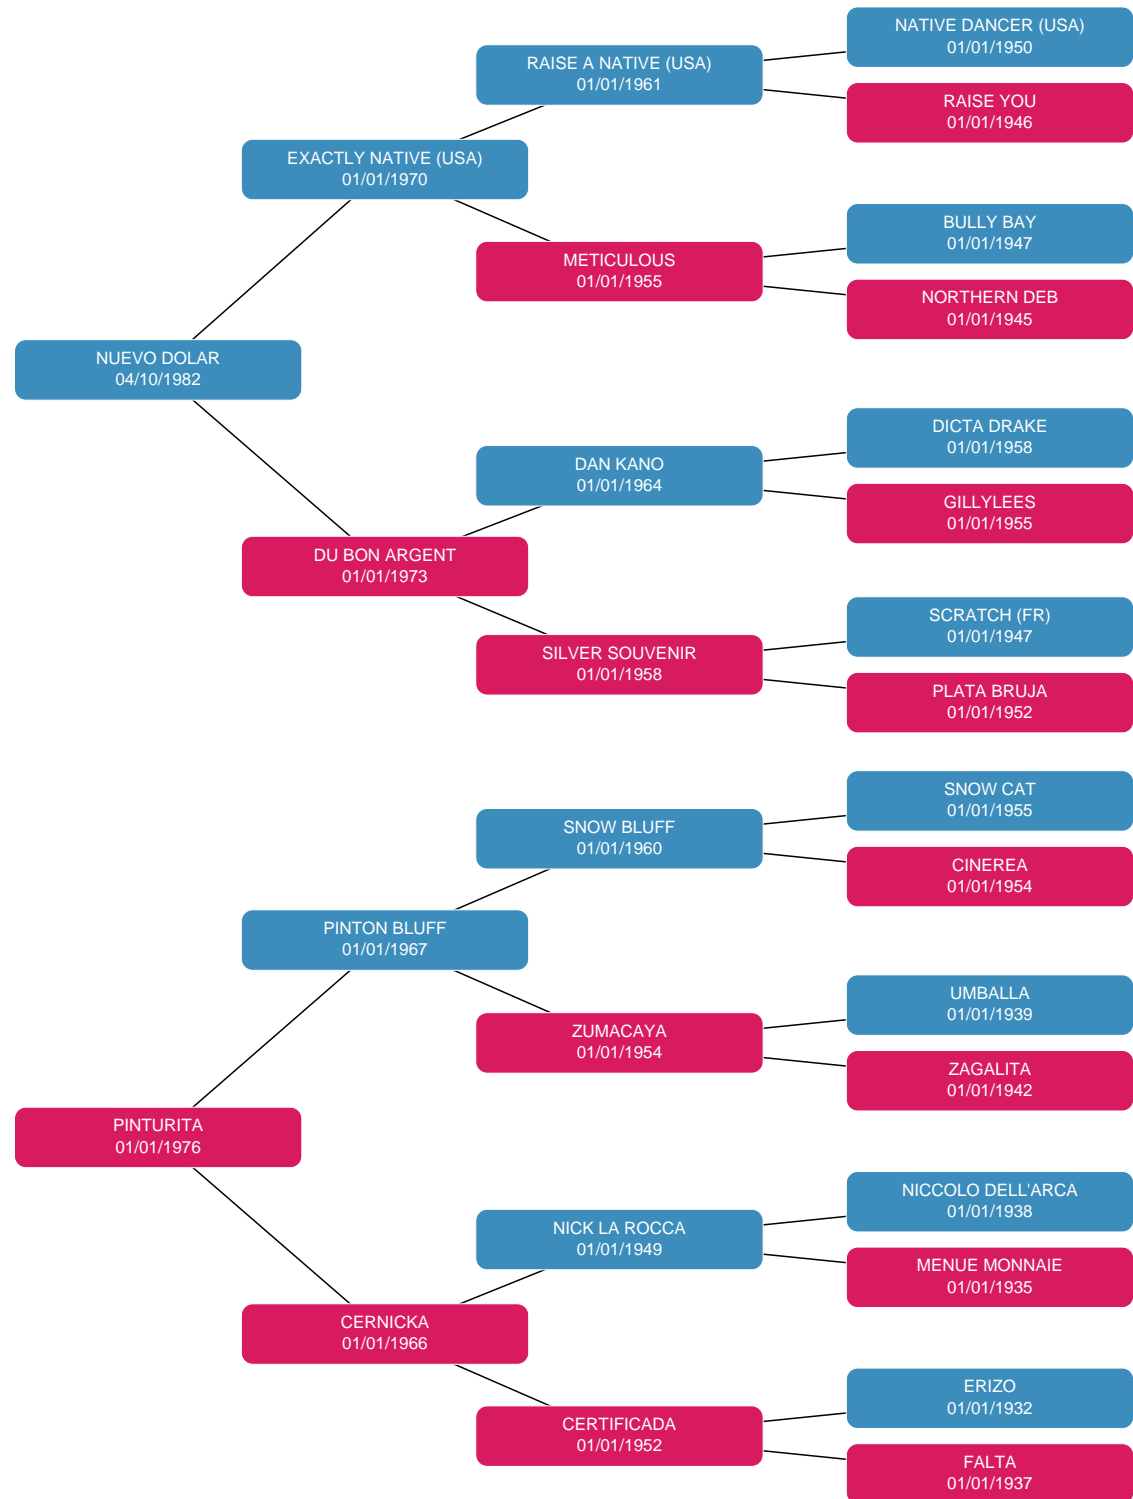 NATIVE DANCER (USA)
01/01/1950
RAISE A NATIVE (USA)
01/01/1961
RAISE YOU
01/01/1946
EXACTLY NATIVE (USA)
01/01/1970
BULLY BAY
01/01/1947
METICULOUS
01/01/1955
NORTHERN DEB
01/01/1945
NUEVO DOLAR
04/10/1982
DICTA DRAKE
01/01/1958
DAN KANO
01/01/1964
GILLYLEES
01/01/1955
DU BON ARGENT
01/01/1973
SCRATCH (FR)
01/01/1947
SILVER SOUVENIR
01/01/1958
PLATA BRUJA
01/01/1952
SNOW CAT
01/01/1955
SNOW BLUFF
01/01/1960
CINEREA
01/01/1954
PINTON BLUFF
01/01/1967
UMBALLA
01/01/1939
ZUMACAYA
01/01/1954
ZAGALITA
01/01/1942
PINTURITA
01/01/1976
NICCOLO DELL'ARCA
01/01/1938
NICK LA ROCCA
01/01/1949
MENUE MONNAIE
01/01/1935
CERNICKA
01/01/1966
ERIZO
01/01/1932
CERTIFICADA
01/01/1952
FALTA
01/01/1937